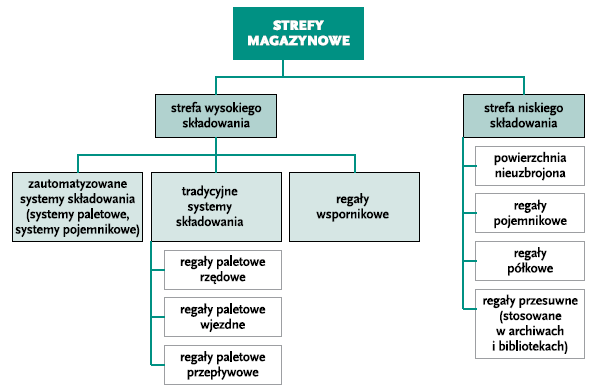 STREFY
MAGAZYNOWE
strefa wysokiego
składowania
strefa niskiego
składowania
zautomatyzowane
systemy składowania
(systemy paletowe,
systemy pojemnikowe)
tradycyjne
systemy
składowania
regały
wspornikowe
regały paletowe
rzędowe
regały paletowe
wjezdne
regały paletowe
przepływowe
powierzchnia
nieuzbrojona
regały
pojemnikowe
regały
półkowe
regały przesuwne
(stosowane
w archiwach
i bibliotekach)